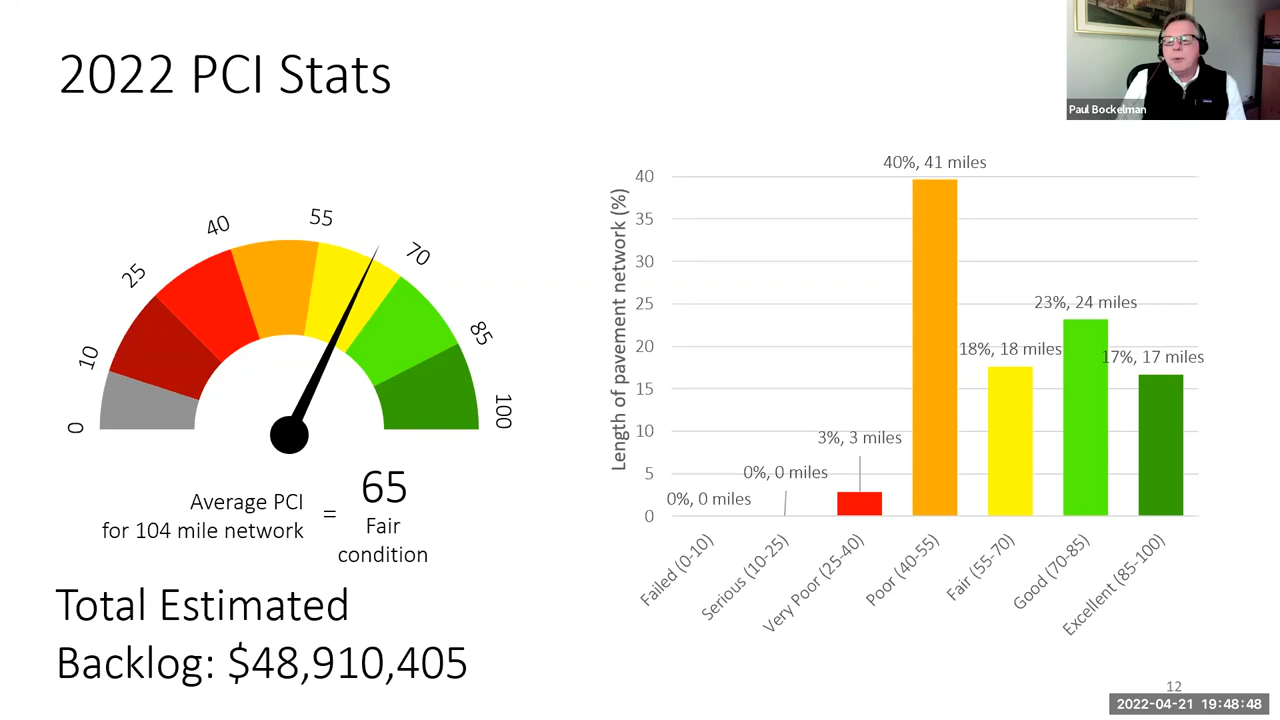 2022 PCI Stats
Paul Bockelman
0
10
25
40
55
70
85
100
Average PCI
for 104 mile network
=
65
Fair
condition
Total Estimated
Backlog: $48,910,405
Length of pavement network (%)
40
35
30
25
20
15
10
5
0
0%, 0 miles
0%, 0 miles
3%, 3 miles
40%, 41 miles
18%, 18 miles
23%, 24 miles
17%, 17 miles
Failed (0-10)
Serious (10-25)
Very Poor (25-40)
Poor (40-55)
Fair (55-70)
Good (70-85)
Excellent (85-100)
12
2022-04-21 19:48:48